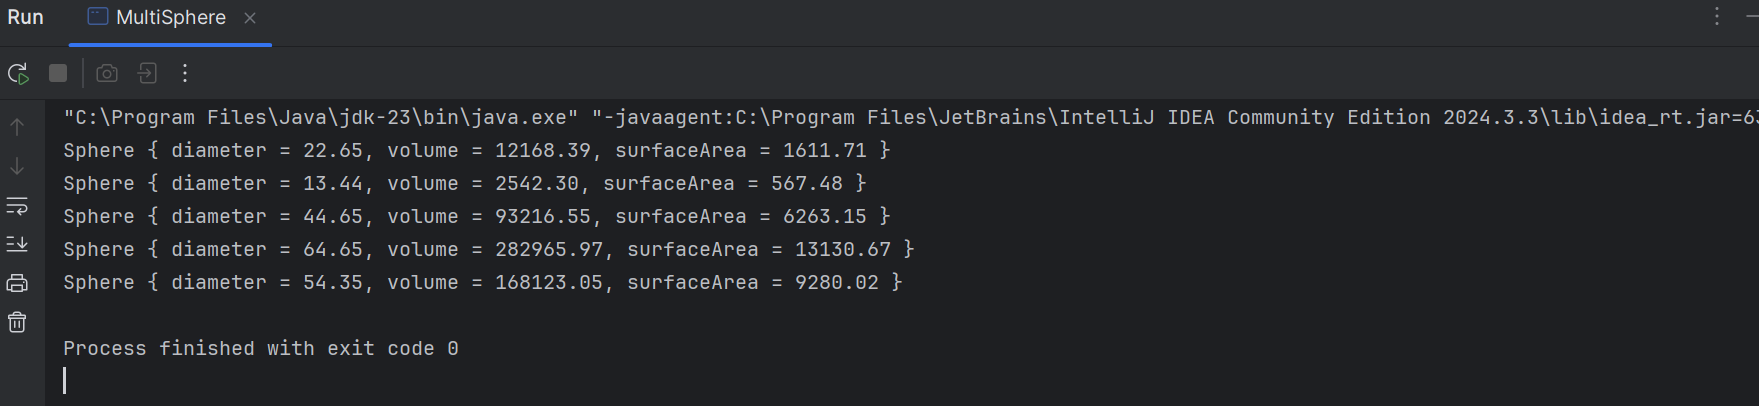 Run MultiSphere
"C:\Program Files\Java\jdk-23\bin\java.exe" "-javaagent:C:\Program Files\JetBrains\IntelliJ IDEA Community Edition 2024.3.3\lib\idea_rt.jar=63
Sphere { diameter = 22.65, volume = 12168.39, surfaceArea = 1611.71 }
Sphere { diameter = 13.44, volume = 2542.30, surfaceArea = 567.48 }
Sphere { diameter = 44.65, volume = 93216.55, surfaceArea = 6263.15 }
Sphere { diameter = 64.65, volume = 282965.97, surfaceArea = 13130.67 }
Sphere { diameter = 54.35, volume = 168123.05, surfaceArea = 9280.02 }
Process finished with exit code 0